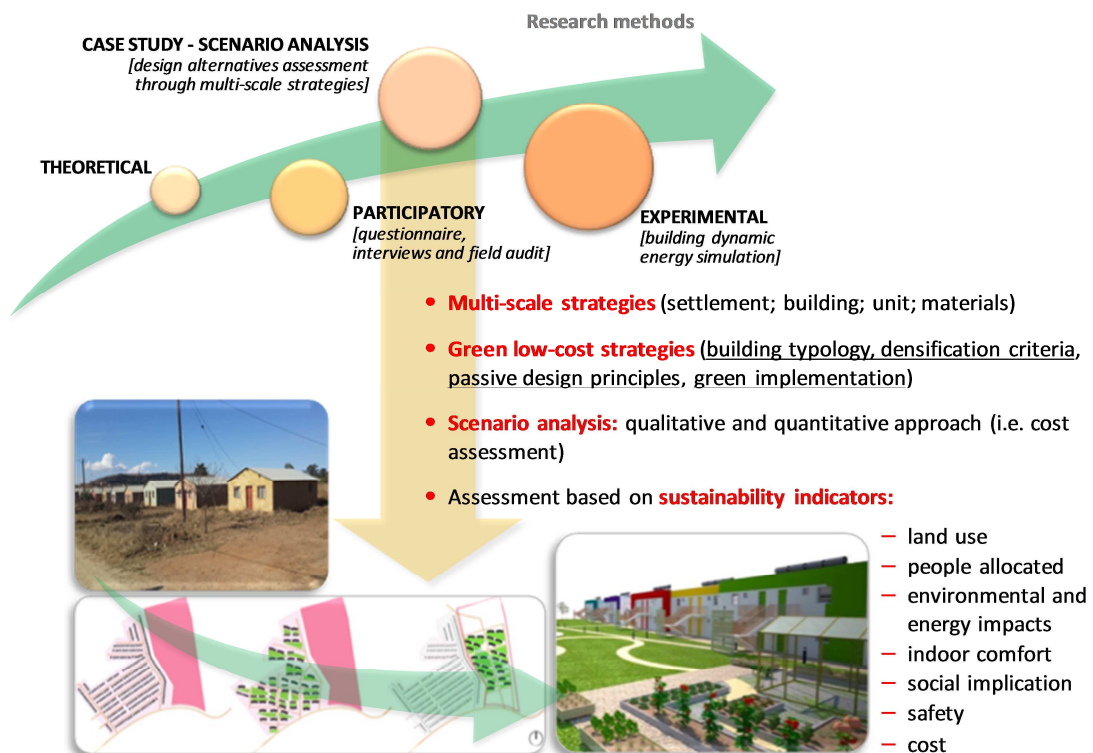 Research methods
CASE STUDY - SCENARIO ANALYSIS
[design alternatives assessment
through multi-scale strategies]
THEORETICAL
PARTICIPATORY
[questionnaire,
interviews and field audit]
EXPERIMENTAL
[building dynamic
energy simulation]
• Multi-scale strategies (settlement; building; unit; materials)
• Green low-cost strategies (building typology, densification criteria,
passive design principles, green implementation)
• Scenario analysis: qualitative and quantitative approach (i.e. cost
assessment)
• Assessment based on sustainability indicators:
– land use
– people allocated
– environmental and
energy impacts
– indoor comfort
– social implication
– safety
– cost